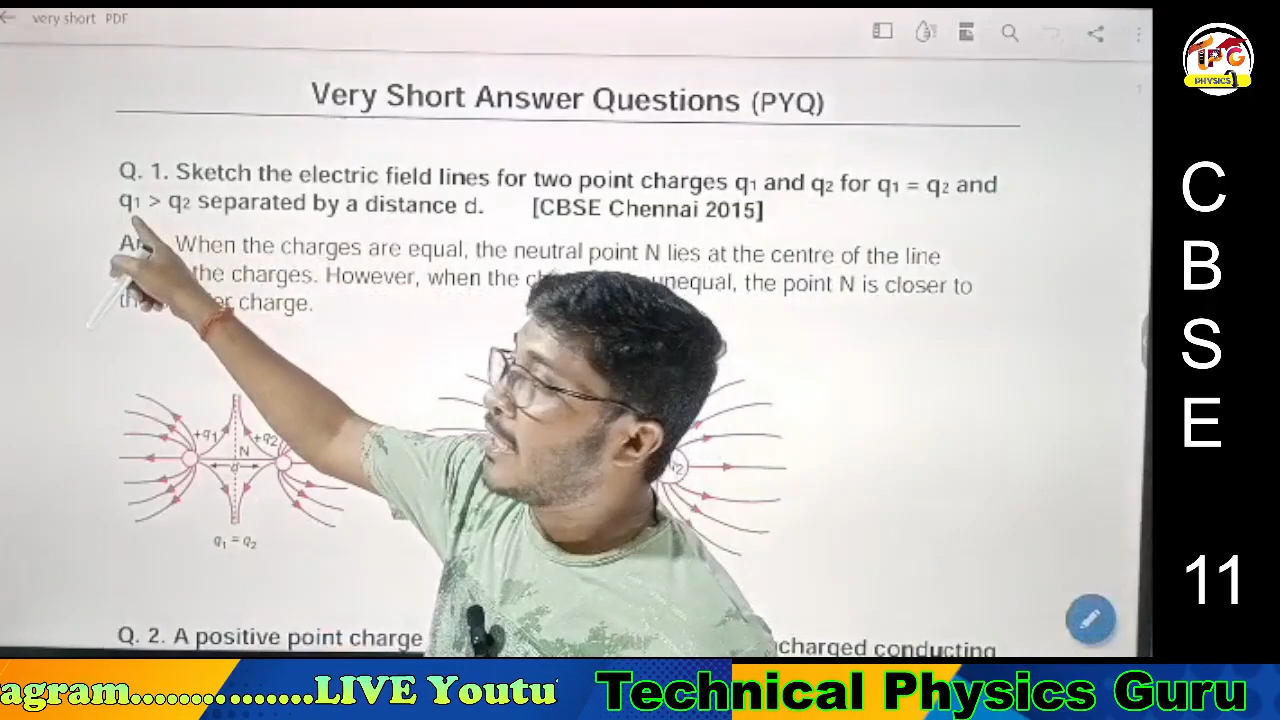 very short PDF
TPG
PHYSICS
Very Short Answer Questions (PYQ)
Q. 1. Sketch the electric field lines for two point charges q₁ and q₂ for q₁ = q₂ and
q₁ > q₂ separated by a distance d. [CBSE Chennai 2015]
When the charges are equal, the neutral point N lies at the centre of the line
the charges. However, when the unequal, the point N is closer to
charge.
+q₁ +q₂
N
d
q₁ = q₂
Q. 2. A positive point charge charged conducting
C
B
S
E
11
agram...............LIVE Youtu
Technical Physics Guru